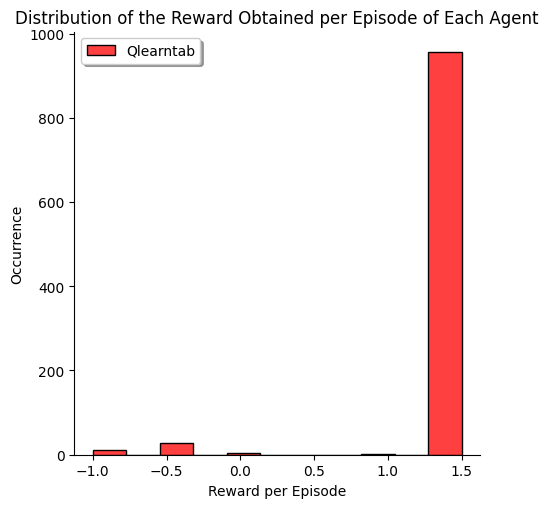 Distribution of the Reward Obtained per Episode of Each Agent
1000
Qlearntab
800
600
400
200
0
Occurrence
−1.0 −0.5 0.0 0.5 1.0 1.5
Reward per Episode